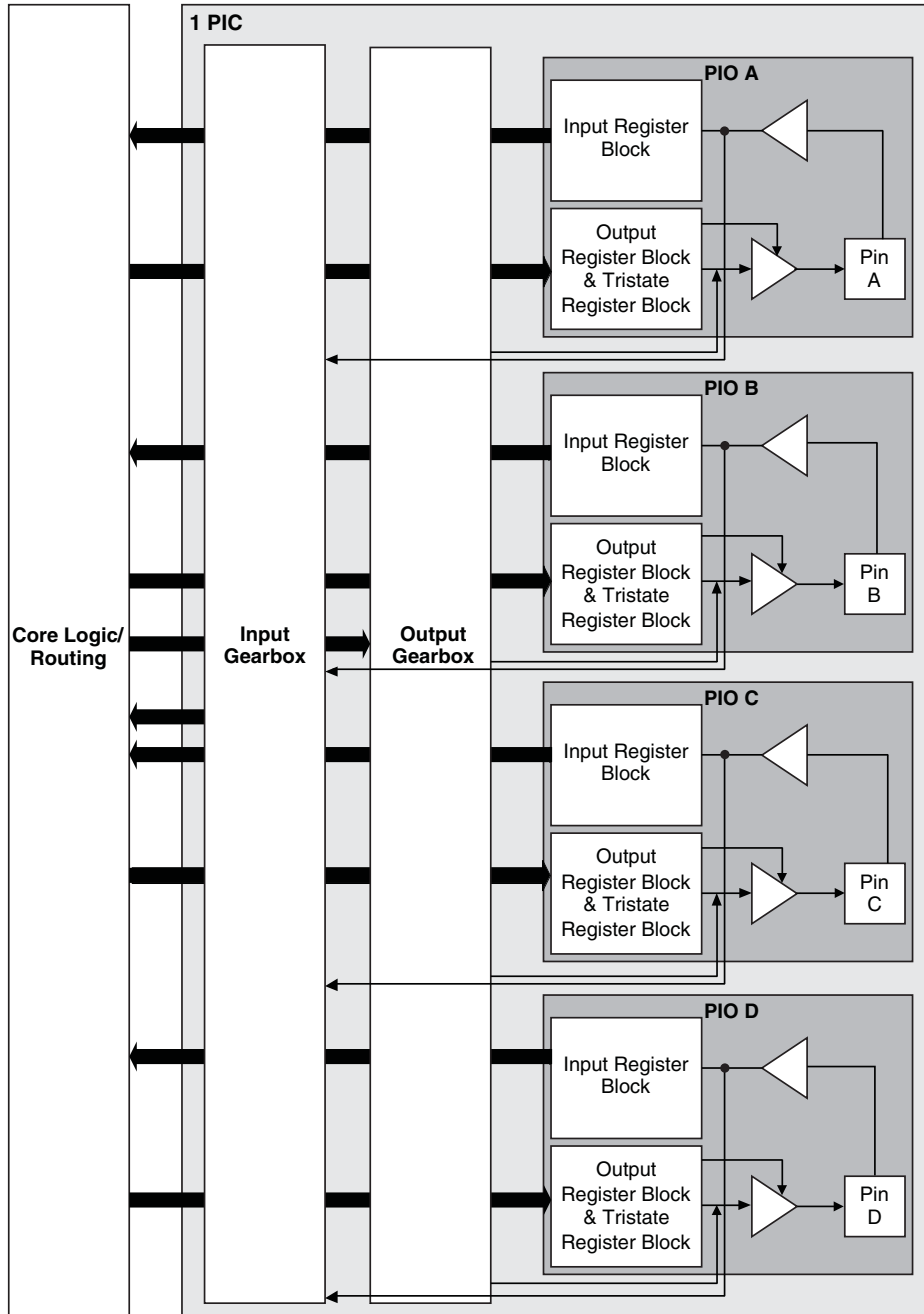 1 PIC
PIO A
Input Register
Block
Output
Register Block
& Tristate
Register Block
Pin
A
PIO B
Input Register
Block
Output
Register Block
& Tristate
Register Block
Pin
B
Core Logic/
Routing
Input
Gearbox
Output
Gearbox
PIO C
Input Register
Block
Output
Register Block
& Tristate
Register Block
Pin
C
PIO D
Input Register
Block
Output
Register Block
& Tristate
Register Block
Pin
D